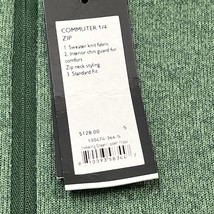 COMMUTER 1/4
ZIP
1. Sweater knit fabric
2. Interior chin guard for
comfort
Zip neck styling
3. Standard Fit
$128.00 S